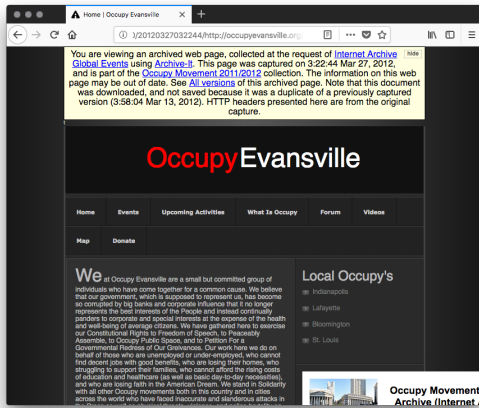 Home | Occupy Evansville
)/20120327032244/http://occupyevansville.org
You are viewing an archived web page, collected at the request of Internet Archive
hide
Global Events using Archive-It. This page was captured on 3:22:44 Mar 27, 2012,
and is part of the Occupy Movement 2011/2012 collection. The information on this web
page may be out of date. See All versions of this archived page. Note that this document
was downloaded, and not saved because it was a duplicate of a previously captured
version (3:58:04 Mar 13, 2012). HTTP headers presented here are from the original
capture.
OccupyEvansville
Home Events Upcoming Activities What Is Occupy Forum Videos
Map Donate
We at Occupy Evansville are a small but committed group of
individuals who have come together for a common cause. We believe
that our government, which is supposed to represent us, has become
so corrupted by big banks and corporate influence that it no longer
represents the best interests of the People and instead continually
panders to corporate and special interests at the expense of the health
and well-being of average citizens. We have gathered here to exercise
our Constitutional Rights to Freedom of Speech, to Peaceably
Assemble, to Occupy Public Space, and to Petition For a
Governmental Redress of Our Greivances. Our work here we do on
behalf of those who are unemployed or under-employed, who cannot
find decent jobs with good benefits, who are losing their homes, who
struggling to support their families, who cannot afford the rising costs
of education and healthcare (as well as basic day-to-day necessities),
and who are losing faith in the American Dream. We stand in Solidarity
with all other Occupy movements both in this country and in cities
across the world who have faced inaccurate and slanderous attacks in
Local Occupy's
Indianapolis
Lafayette
Bloomington
St. Louis
Occupy Movement
Archive (Internet